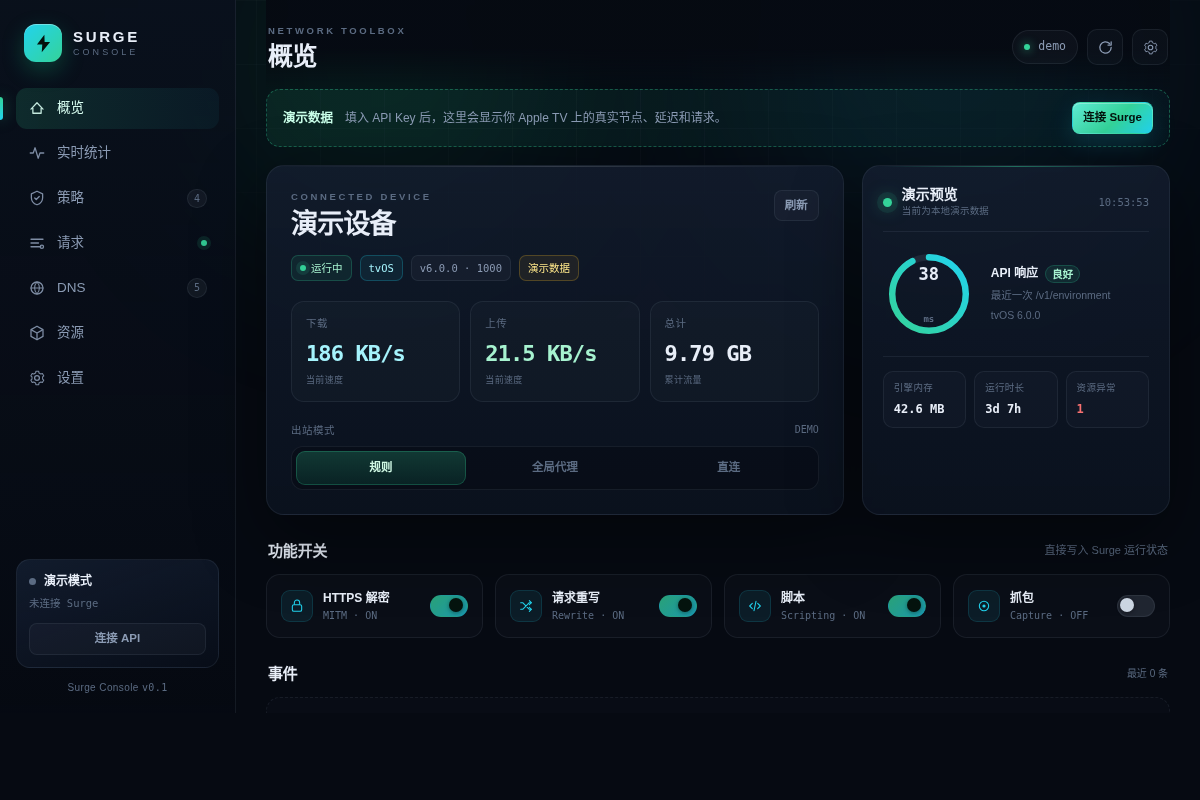 SURGE
CONSOLE
概览
实时统计
策略 4
请求
DNS 5
资源
设置
演示模式
未连接 Surge
连接 API
Surge Console v0.1
NETWORK TOOLBOX
概览
demo
演示数据 填入 API Key 后，这里会显示你 Apple TV 上的真实节点、延迟和请求。
连接 Surge
CONNECTED DEVICE
演示设备
刷新
运行中 tvOS v6.0.0 · 1000 演示数据
下载
186 KB/s
当前速度
上传
21.5 KB/s
当前速度
总计
9.79 GB
累计流量
出站模式 DEMO
规则 全局代理 直连
演示预览
当前为本地演示数据
10:53:53
38
ms
API 响应 良好
最近一次 /v1/environment
tvOS 6.0.0
引擎内存
42.6 MB
运行时长
3d 7h
资源异常
1
功能开关 直接写入 Surge 运行状态
HTTPS 解密
MITM · ON
请求重写
Rewrite · ON
脚本
Scripting · ON
抓包
Capture · OFF
事件 最近 0 条